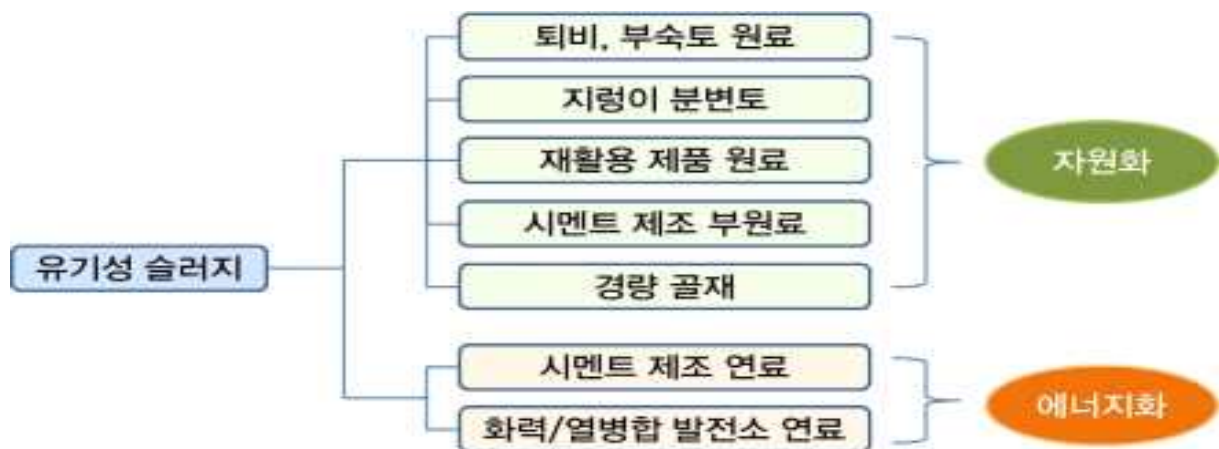 퇴비, 부숙토 원료
지렁이 분변토
재활용 제품 원료
자원화
시멘트 제조 부원료
유기성 슬러지
경량 골재
시멘트 제조 연료
에너지화
화력/열병합 발전소 연료